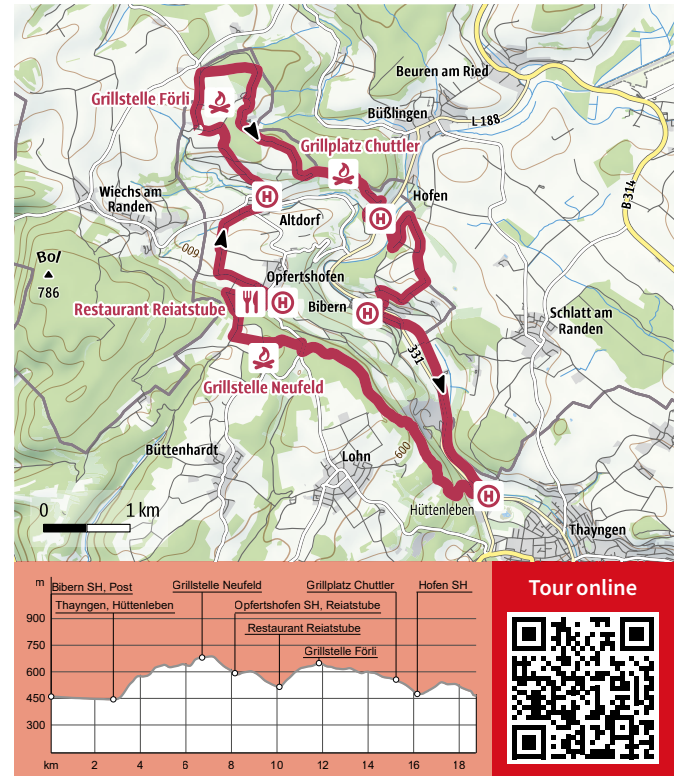 Beuren am Ried
Grillstelle Förli
Büßlingen
L 188
Grillplatz Chuttler
B 314
Wiechs am
Randen
H
Hofen
Altdorf
H
600
Bol
786
Opfertshofen
Restaurant Reiatstube
H
Bibern
H
Schlatt am
Randen
331
Grillstelle Neufeld
Büttenhardt
Lohn
600
H
Hüttenleben
0 1 km
Thayngen
m
Bibern SH, Post
Grillstelle Neufeld
Grillplatz Chuttler
Hofen SH
Thayngen, Hüttenleben
Opfertshofen SH, Reiatstube
Restaurant Reiatstube
Grillstelle Förli
900
750
600
450
300
km 2 4 6 8 10 12 14 16 18
Tour online